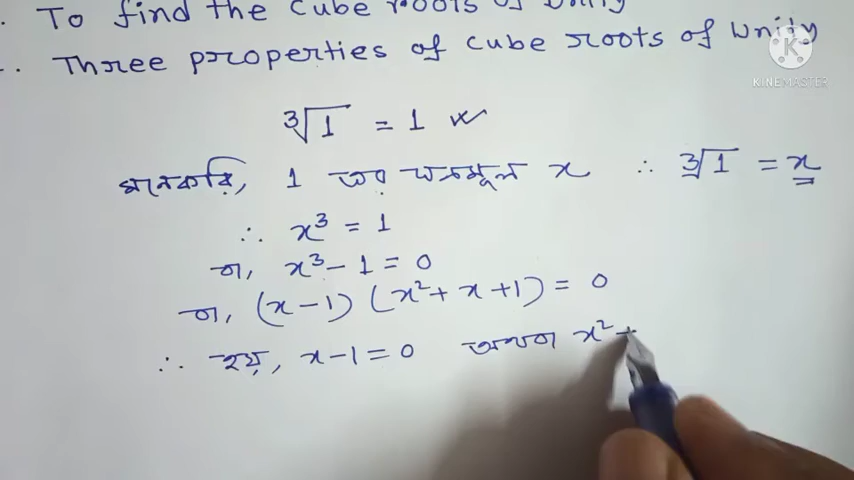 To find the Cube roots of Unity
Three properties of cube roots of Unity
KINEMASTER
∛1 = 1
মনেকরি, 1 এর ঘনমূল x ∴ ∛1 = x
∴ x³ = 1
বা, x³ - 1 = 0
বা, (x - 1) (x² + x + 1) = 0
∴ হয়, x - 1 = 0 অথবা x² -